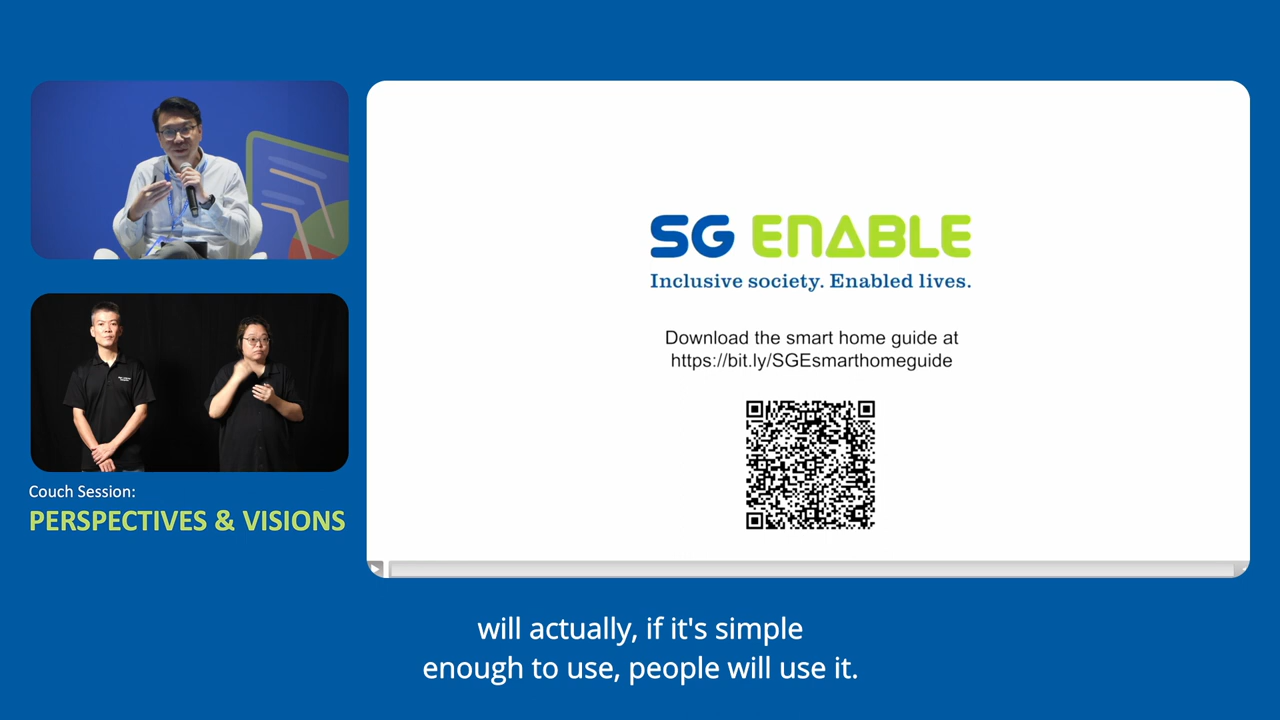 Couch Session:
PERSPECTIVES & VISIONS
SG ENABLE
Inclusive society. Enabled lives.
Download the smart home guide at
https://bit.ly/SGEsmarthomeguide
will actually, if it's simple
enough to use, people will use it.